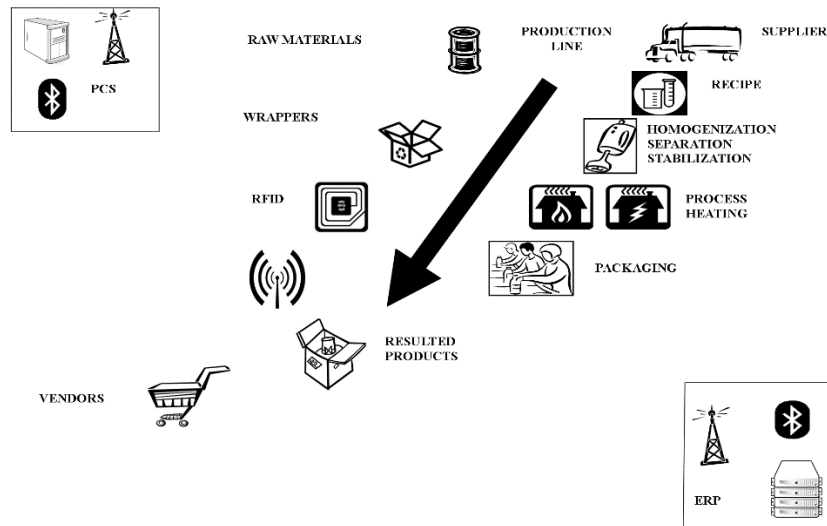 RAW MATERIALS
PRODUCTION
LINE
SUPPLIER
PCS
RECIPE
WRAPPERS
HOMOGENIZATION
SEPARATION
STABILIZATION
RFID
PROCESS
HEATING
PACKAGING
RESULTED
PRODUCTS
VENDORS
ERP